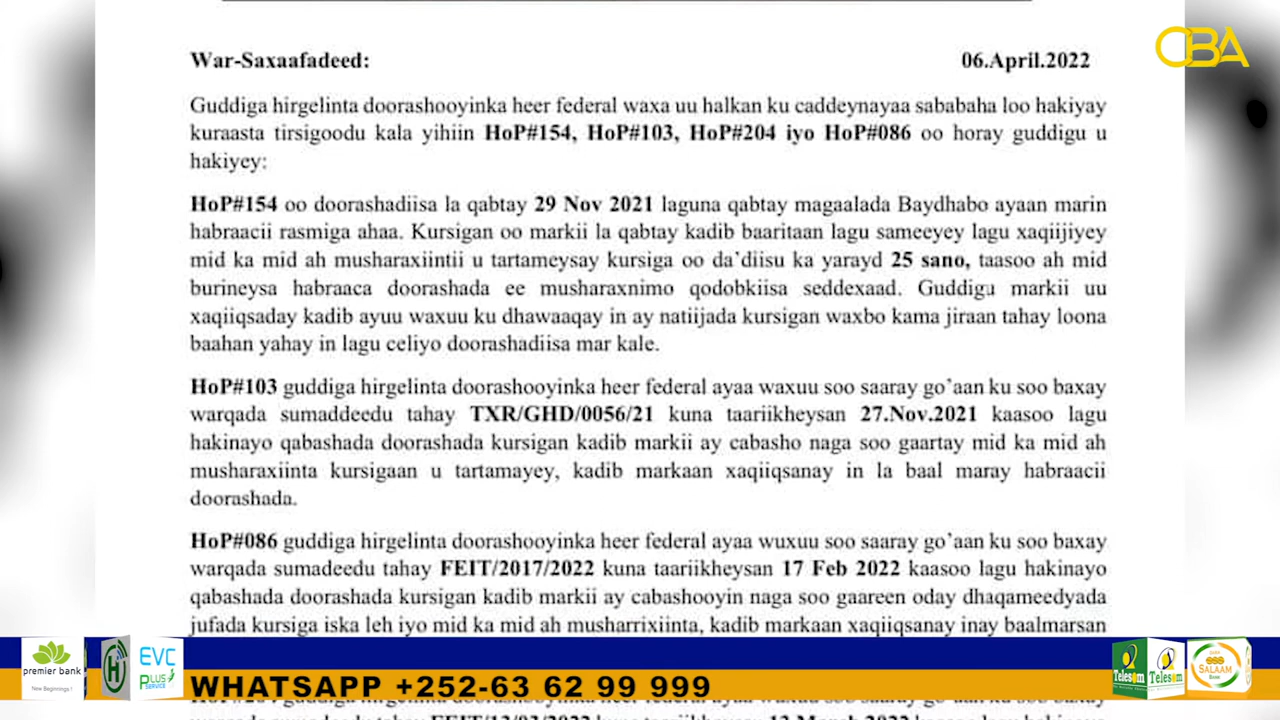 CBA
War-Saxaafadeed: 06.April.2022
Guddiga hirgelinta doorashooyinka heer federal waxa uu halkan ku caddeynayaa sababaha loo hakiyay
kuraasta tirsigoodu kala yihiin HoP#154, HoP#103, HoP#204 iyo HoP#086 oo horay guddigu u
hakiyey:
HoP#154 oo doorashadiisa la qabtay 29 Nov 2021 laguna qabtay magaalada Baydhabo ayaan marin
habraacii rasmiga ahaa. Kursigan oo markii la qabtay kadib baaritaan lagu sameeyey lagu xaqiijiyey
mid ka mid ah musharaxiintii u tartameysay kursiga oo da'diisu ka yarayd 25 sano, taasoo ah mid
burineysa habraaca doorashada ee musharaxnimo qodobkiisa seddexaad. Guddigu markii uu
xaqiiqsaday kadib ayuu waxuu ku dhawaaqay in ay natiijada kursigan waxbo kama jiraan tahay loona
baahan yahay in lagu celiyo doorashadiisa mar kale.
HoP#103 guddiga hirgelinta doorashooyinka heer federal ayaa waxuu soo saaray go'aan ku soo baxay
warqada sumaddeedu tahay TXR/GHD/0056/21 kuna taariikheysan 27.Nov.2021 kaasoo lagu
hakinayo qabashada doorashada kursigan kadib markii ay cabasho naga soo gaartay mid ka mid ah
musharaxiinta kursigaan u tartamayey, kadib markaan xaqiiqsanay in la baal maray habraacii
doorashada.
HoP#086 guddiga hirgelinta doorashooyinka heer federal ayaa wuxuu soo saaray go'aan ku soo baxay
warqada sumadeedu tahay FEIT/2017/2022 kuna taariikheysan 17 Feb 2022 kaasoo lagu hakinayo
qabashada doorashada kursigan kadib markii ay cabashooyin naga soo gaareen oday dhaqameedyada
jufada kursiga iska leh iyo mid ka mid ah musharrixiinta, kadib markaan xaqiiqsanay inay baalmarsan
premier bank
New Beginnings.!
EVC
PLUS
SERVICE
WHATSAPP +252-63 62 99 999
Telesom
Telesom
SALAAM